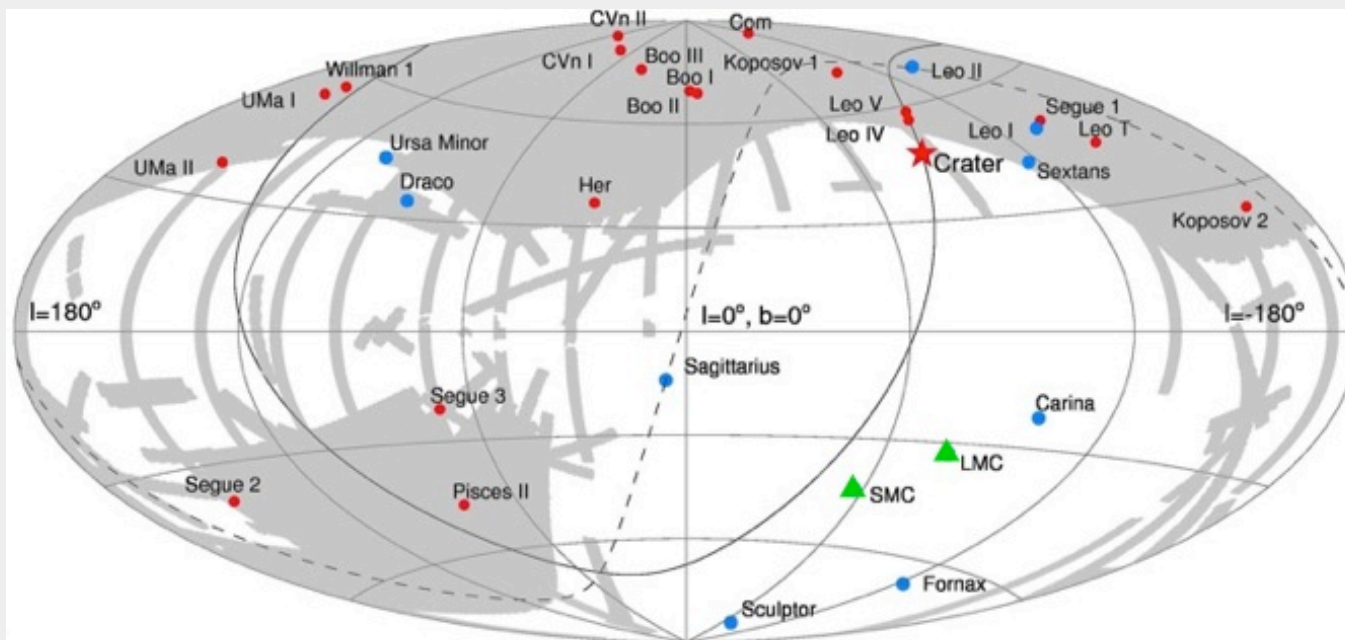 CVn II
Com
CVn I
Boo III
Koposov 1
Leo II
Willman 1
Boo I
UMa I
Boo II
Leo V
Segue 1
Leo IV
Leo I
Leo T
Ursa Minor
Crater
UMa II
Sextans
Draco
Her
Koposov 2
l=180°
l=0°, b=0°
l=-180°
Sagittarius
Segue 3
Carina
LMC
Segue 2
Pisces II
SMC
Fornax
Sculptor